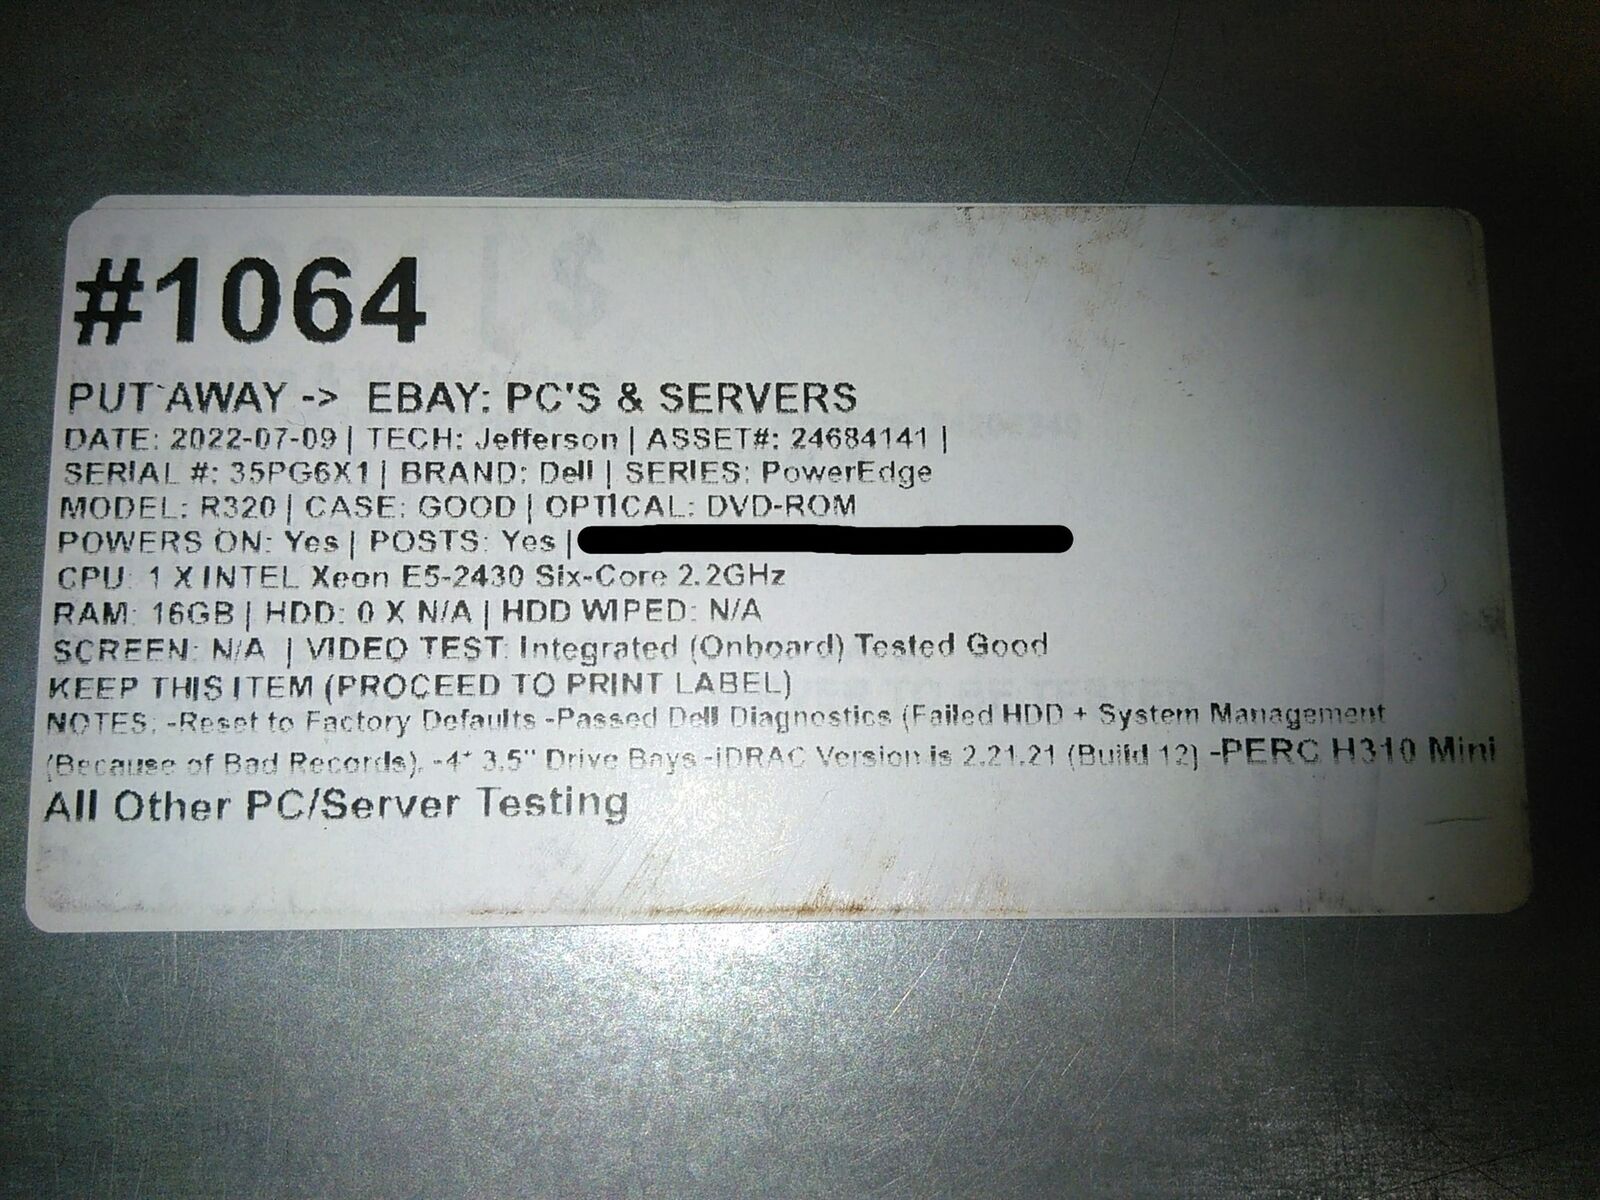 #1064
PUT AWAY -> EBAY: PC'S & SERVERS
DATE: 2022-07-09 | TECH: Jefferson | ASSET#: 24684141 |
SERIAL #: 35PG6X1 | BRAND: Dell | SERIES: PowerEdge
MODEL: R320 | CASE: GOOD | OPTICAL: DVD-ROM
POWERS ON: Yes | POSTS: Yes |
CPU: 1 X INTEL Xeon E5-2430 Six-Core 2.2GHz
RAM: 16GB | HDD: 0 X N/A | HDD WIPED: N/A
SCREEN: N/A | VIDEO TEST: Integrated (Onboard) Tested Good
KEEP THIS ITEM (PROCEED TO PRINT LABEL)
NOTES: -Reset to Factory Defaults -Passed Dell Diagnostics (Failed HDD + System Management
(Because of Bad Records), -4* 3.5" Drive Bays -iDRAC Version is 2.21.21 (Build 12) -PERC H310 Mini
All Other PC/Server Testing